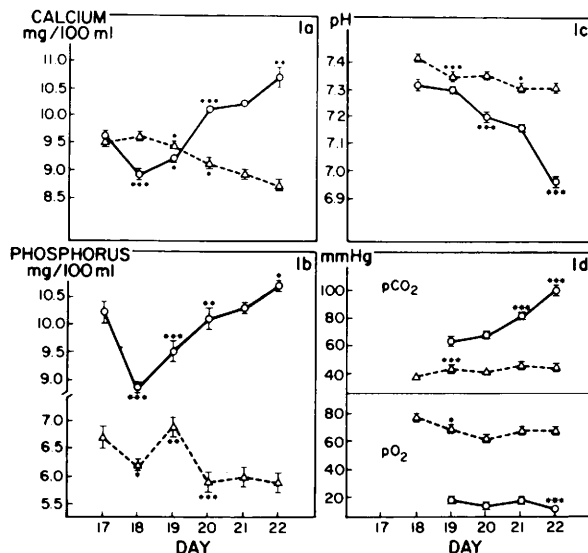 CALCIUM
mg/100 ml
1a
11.0
10.5
10.0
9.5
9.0
8.5
pH
1c
7.4
7.3
7.2
7.1
7.0
6.9
PHOSPHORUS
mg/100 ml
1b
10.5
10.0
9.5
9.0
7.0
6.5
6.0
5.5
17 18 19 20 21 22
DAY
mmHg
1d
pCO2
100
80
60
40
20
pO2
60
40
20
17 18 19 20 21 22
DAY